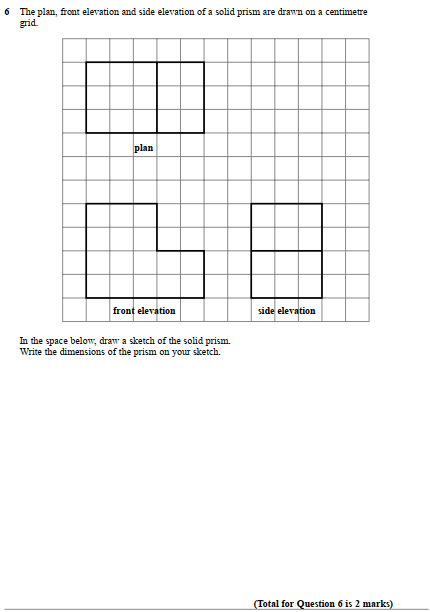 6 The plan, front elevation and side elevation of a solid prism are drawn on a centimetre
grid.
plan
front elevation
side elevation
In the space below, draw a sketch of the solid prism.
Write the dimensions of the prism on your sketch.
(Total for Question 6 is 2 marks)